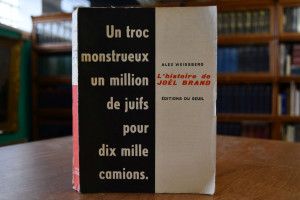 Un troc
monstrueux
un million
de juifs
pour
dix mille
camions.
ALEX WEISSBERG
L'histoire de
JOËL BRAND
ÉDITIONS DU SEUIL